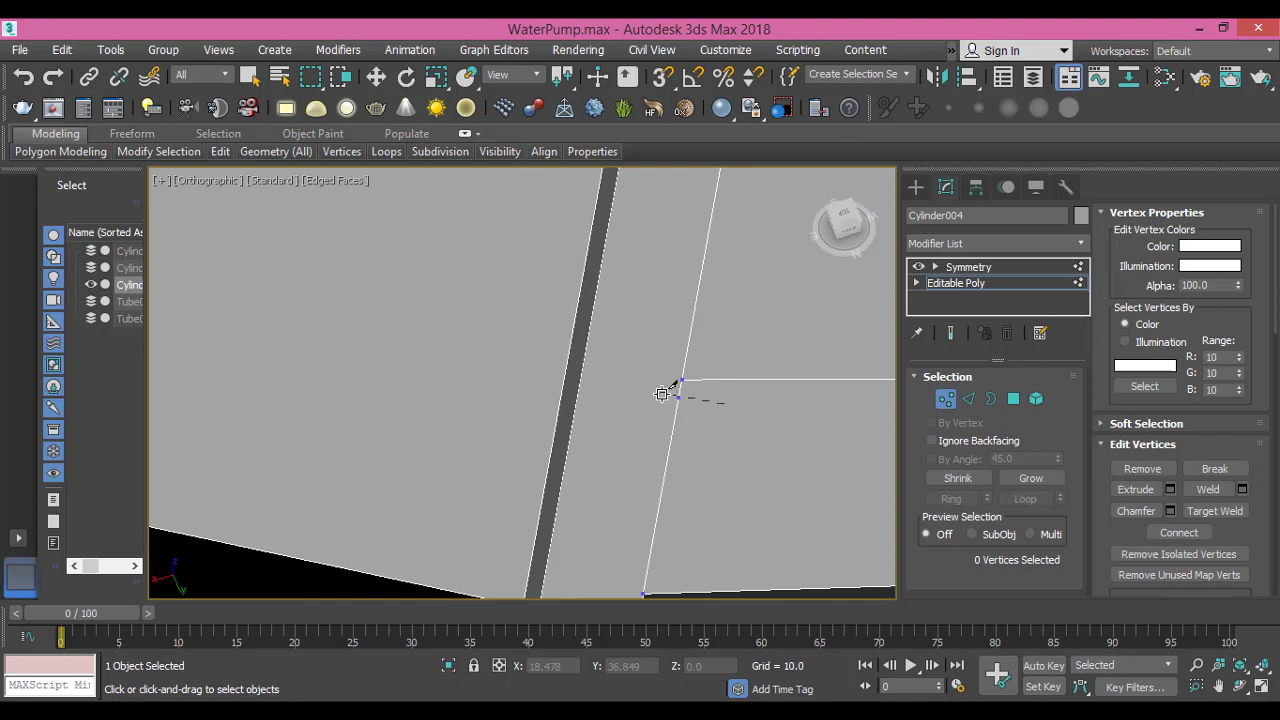 WaterPump.max - Autodesk 3ds Max 2018
File Edit Tools Group Views Create Modifiers Animation Graph Editors Rendering Civil View Customize Scripting Content » Sign In Workspaces: Default
All View Create Selection Se
Modeling Freeform Selection Object Paint Populate
Polygon Modeling Modify Selection Edit Geometry (All) Vertices Loops Subdivision Visibility Align Properties
Select
Name (Sorted As
Cylind
Cylind
Cylind
Tube0
Tube0
[+] [Orthographic] [Standard] [Edged Faces]
TOP
Cylinder004
Modifier List
Symmetry
Editable Poly
Selection
By Vertex
Ignore Backfacing
By Angle: 45.0
Shrink Grow
Ring Loop
Preview Selection
Off SubObj Multi
0 Vertices Selected
Vertex Properties
Edit Vertex Colors
Color:
Illumination:
Alpha: 100.0
Select Vertices By
Color Range:
Illumination R: 10
G: 10
Select B: 10
Soft Selection
Edit Vertices
Remove Break
Extrude Weld
Chamfer Target Weld
Connect
Remove Isolated Vertices
Remove Unused Map Verts
x y z
< 0 / 100 >
0 5 10 15 20 25 30 35 40 45 50 55 60 65 70 75 80 85 90 95 100
1 Object Selected X: 18.478 Y: 36.849 Z: 0.0 Grid = 10.0 Auto Key Selected
MAXScript Mi Click or click-and-drag to select objects Add Time Tag 0 Set Key Key Filters...